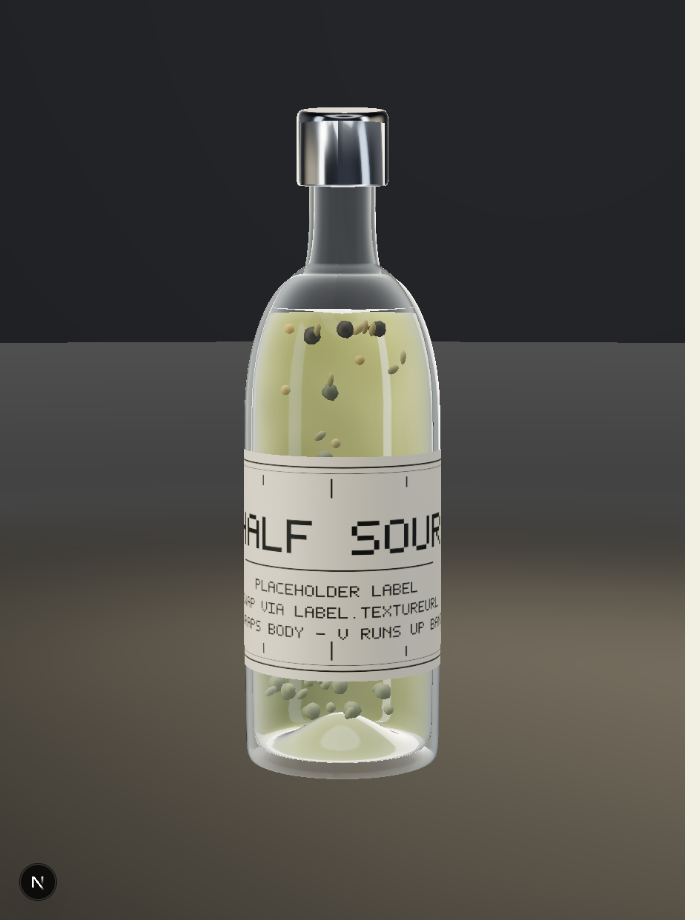 HALF SOUR
PLACEHOLDER LABEL
VIA LABEL.TEXTUREURL
BODY - V RUNS UP
N